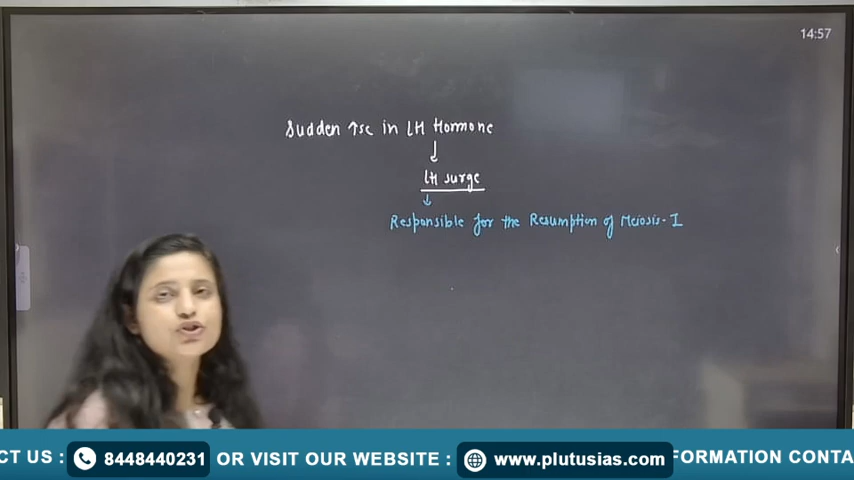 14:57
Sudden ↑se in LH Hormone
↓
LH surge
↓
Responsible for the Resumption of Meiosis-I
CT US : 8448440231 OR VISIT OUR WEBSITE : www.plutusias.com FORMATION CONTA